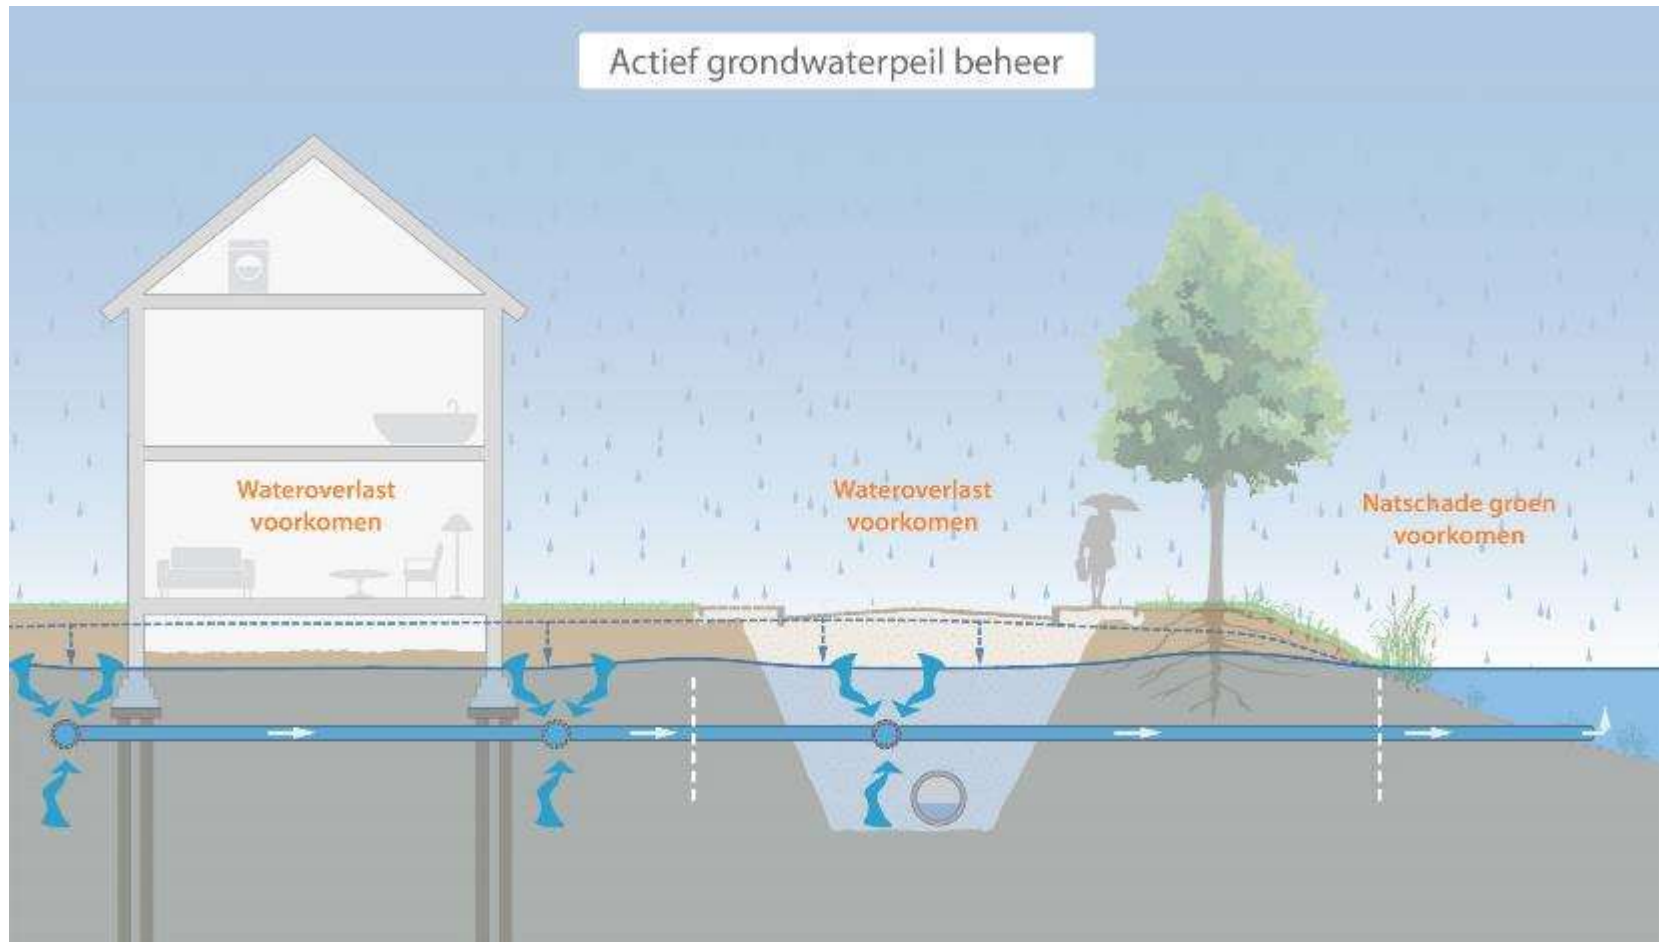 Actief grondwaterpeil beheer
Wateroverlast
voorkomen
Wateroverlast
voorkomen
Natschade groen
voorkomen